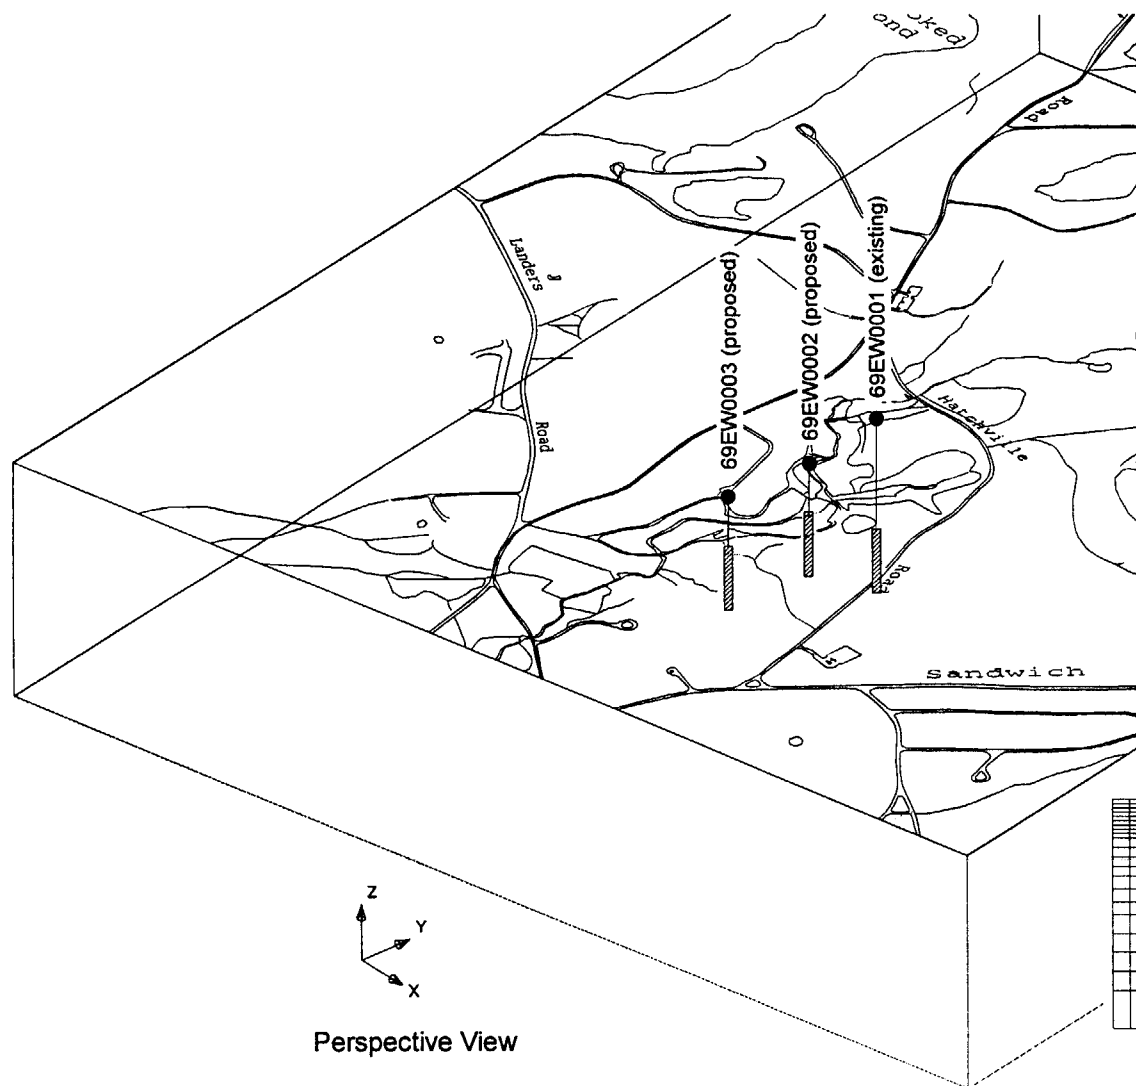 Road
Landers
Road
69EW0003 (proposed)
69EW0002 (proposed)
69EW0001 (existing)
Hatchville
Road
Sandwich
Z
Y
X
Perspective View